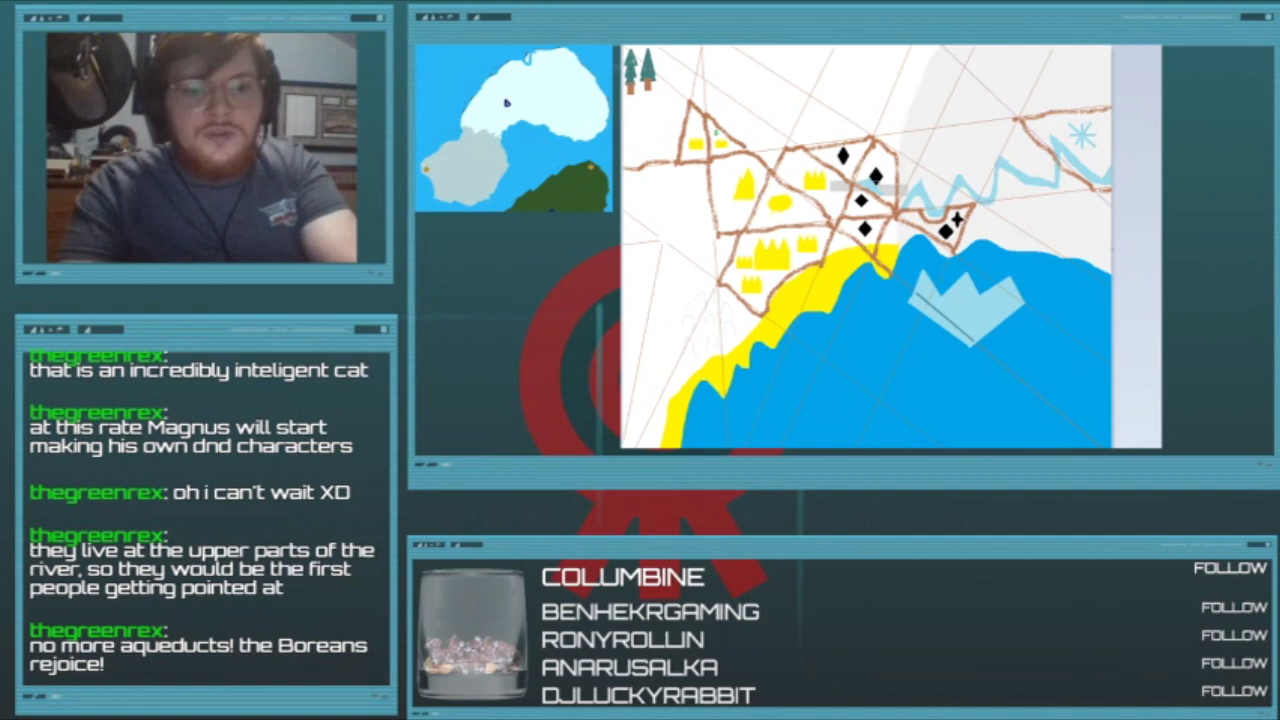 thegreenrex:
that is an incredibly inteligent cat
thegreenrex:
at this rate Magnus will start
making his own dnd characters
thegreenrex: oh i can't wait XD
thegreenrex:
they live at the upper parts of the
river, so they would be the first
people getting pointed at
thegreenrex:
no more aqueducts! the Boreans
rejoice!
COLUMBINE FOLLOW
BENHEKRGAMING FOLLOW
RONYROLLIN FOLLOW
ANARUSALKA FOLLOW
DJLUCKYRABBIT FOLLOW